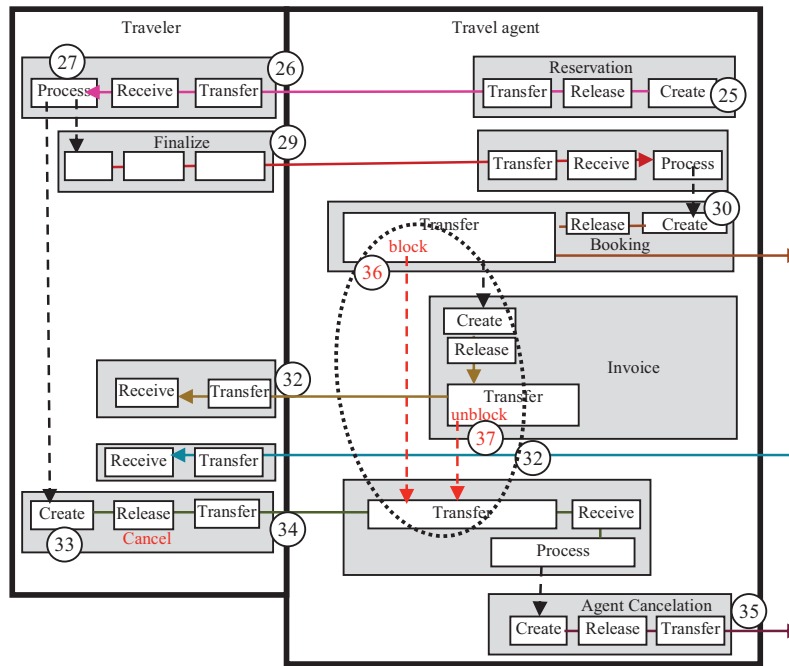 Traveler
Travel agent
27
26
Reservation
Process
Receive
Transfer
Transfer
Release
Create
25
Finalize
29
Transfer
Receive
Process
30
Transfer
Release
Create
block
Booking
36
Create
Release
Invoice
32
Receive
Transfer
Transfer
unblock
37
32
Receive
Transfer
Create
Release
Transfer
Cancel
33
34
Transfer
Receive
Process
Agent Cancelation
35
Create
Release
Transfer